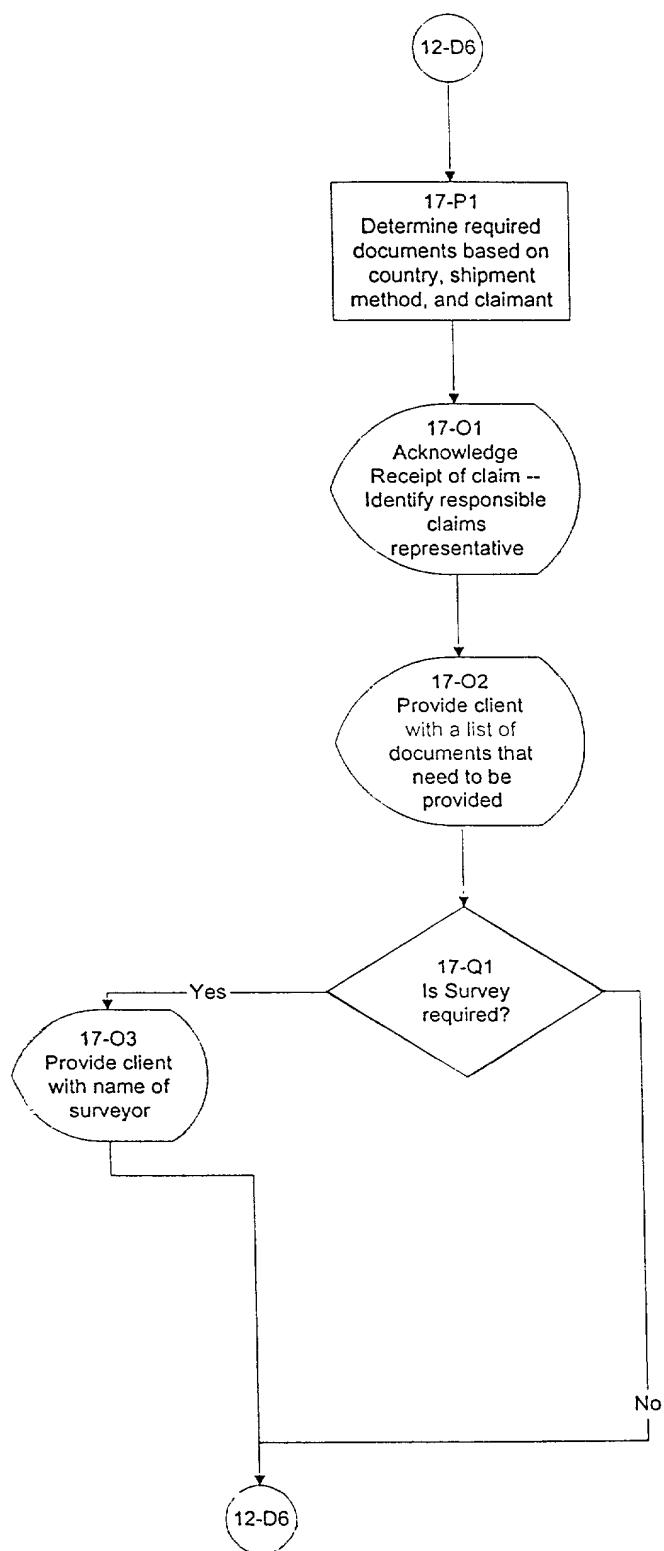 12-D6
17-P1
Determine required
documents based on
country, shipment
method, and claimant
17-O1
Acknowledge
Receipt of claim --
Identify responsible
claims
representative
17-O2
Provide client
with a list of
documents that
need to be
provided
17-Q1
Is Survey
required?
Yes
17-O3
Provide client
with name of
surveyor
No
12-D6